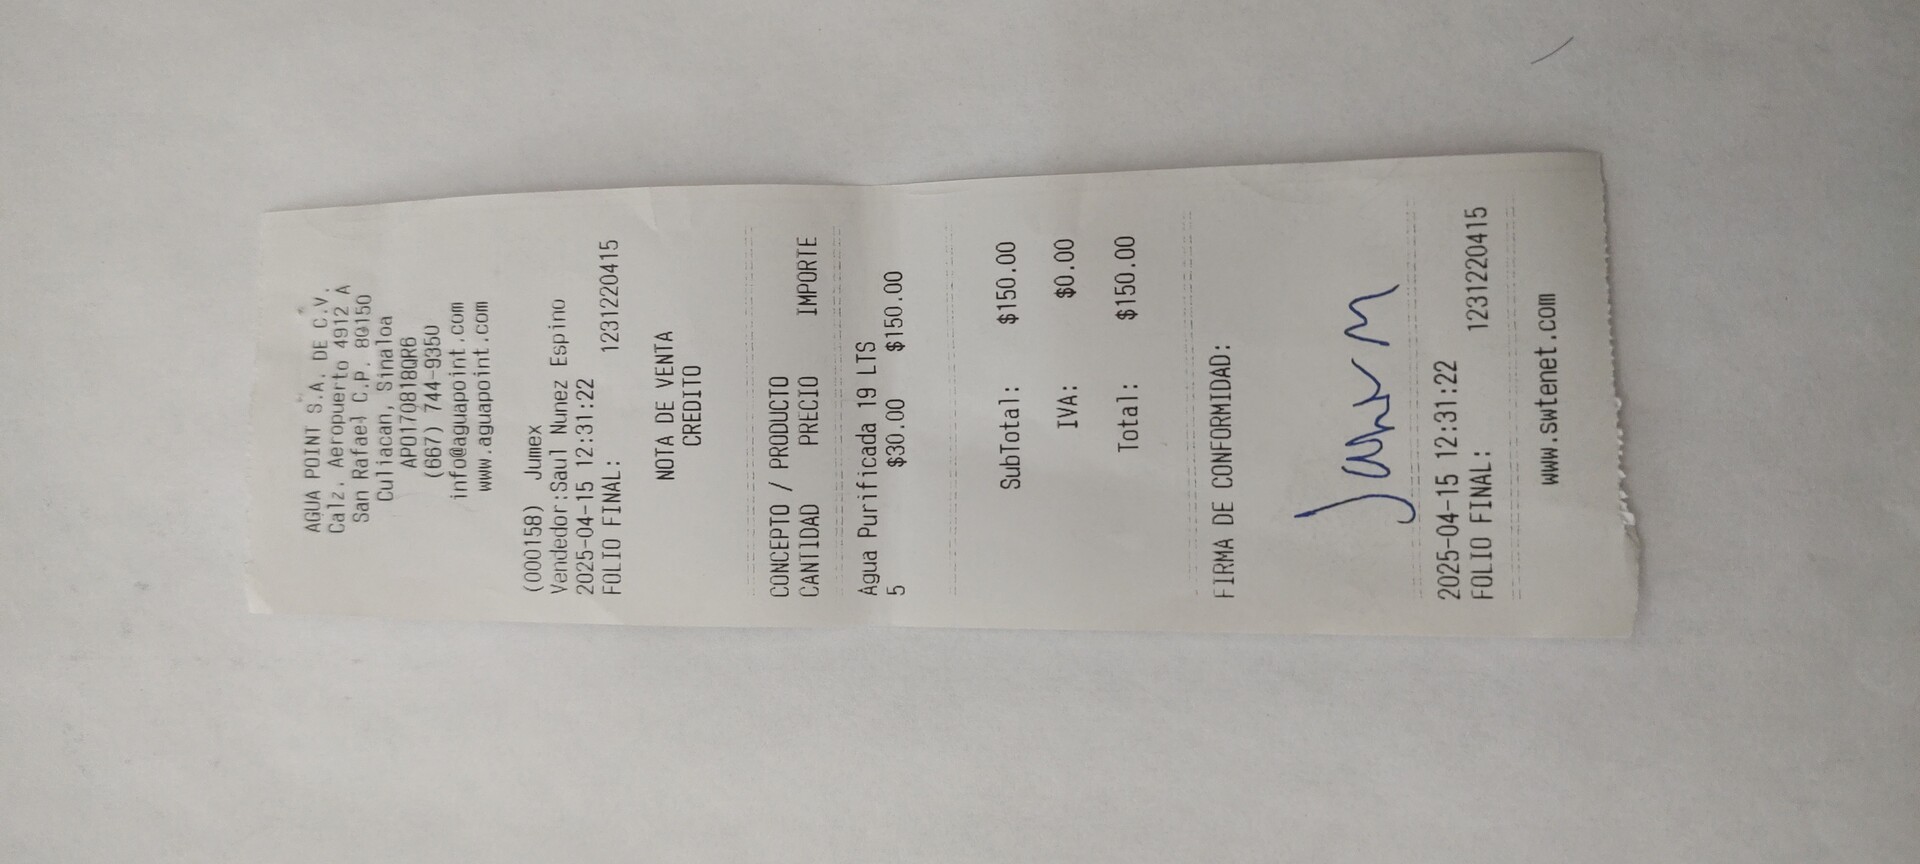 AGUA POINT S.A. DE C.V.
Calz. Aeropuerto 4912 A
San Rafael C.P. 80150
Culiacan, Sinaloa
APO170818QR6
(667) 744-9350
info@aguapoint.com
www.aguapoint.com
(000158) Jumex
Vendedor:Saul Nunez Espino
2025-04-15 12:31:22
FOLIO FINAL: 1231220415
NOTA DE VENTA
CREDITO
CONCEPTO / PRODUCTO
CANTIDAD PRECIO IMPORTE
Agua Purificada 19 LTS
5 $30.00 $150.00
SubTotal: $150.00
IVA: $0.00
Total: $150.00
FIRMA DE CONFORMIDAD:
2025-04-15 12:31:22
FOLIO FINAL: 1231220415
www.swtenet.com